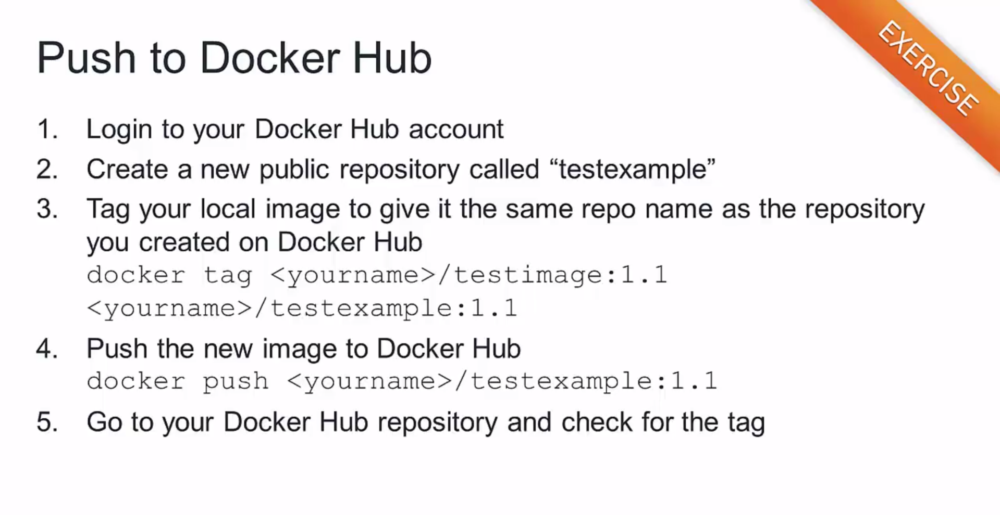 Push to Docker Hub
EXERCISE
1. Login to your Docker Hub account
2. Create a new public repository called “testexample”
3. Tag your local image to give it the same repo name as the repository
you created on Docker Hub
docker tag <yourname>/testimage:1.1
<yourname>/testexample:1.1
4. Push the new image to Docker Hub
docker push <yourname>/testexample:1.1
5. Go to your Docker Hub repository and check for the tag